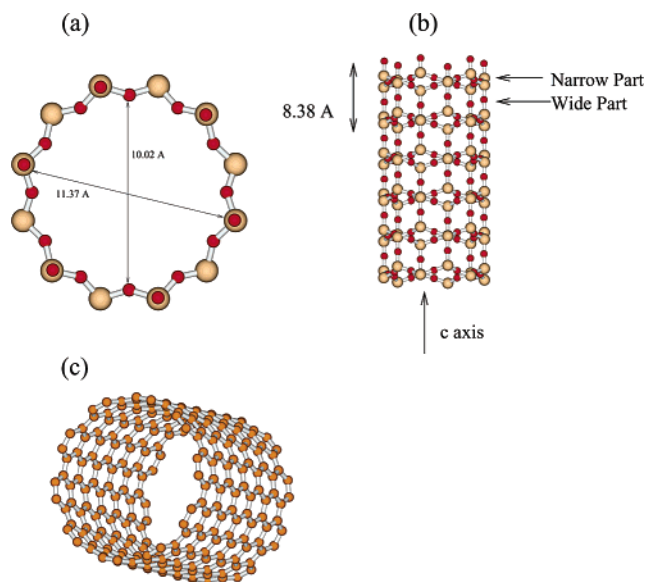 (a)
10.02 A
11.37 A
(b)
8.38 A
Narrow Part
Wide Part
c axis
(c)